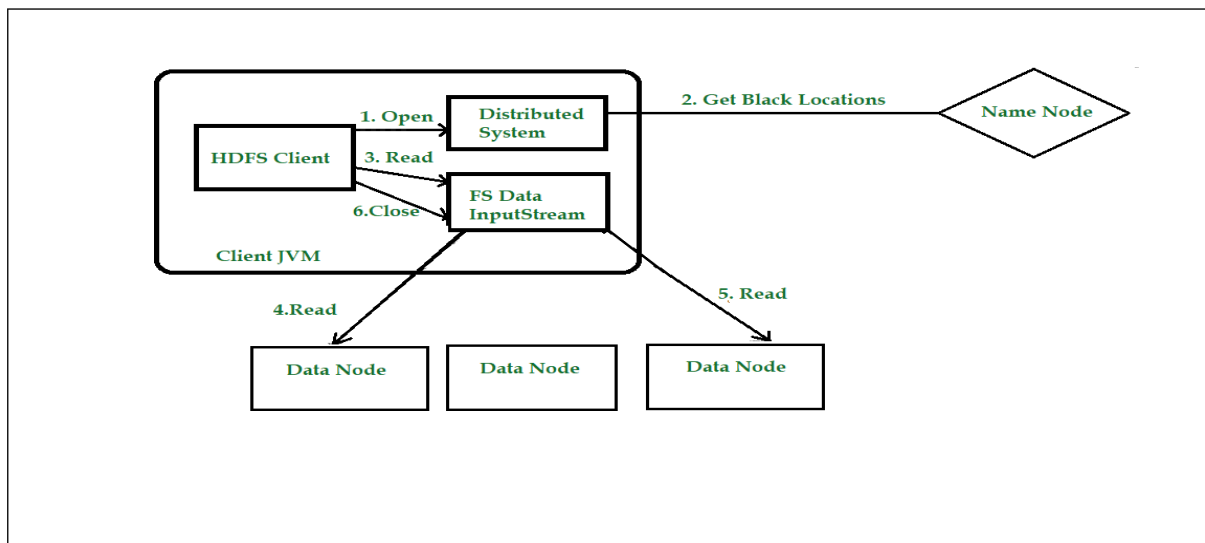 2. Get Black Locations
Name Node
1. Open
Distributed
System
HDFS Client
3. Read
FS Data
InputStream
6.Close
Client JVM
4.Read
5. Read
Data Node
Data Node
Data Node